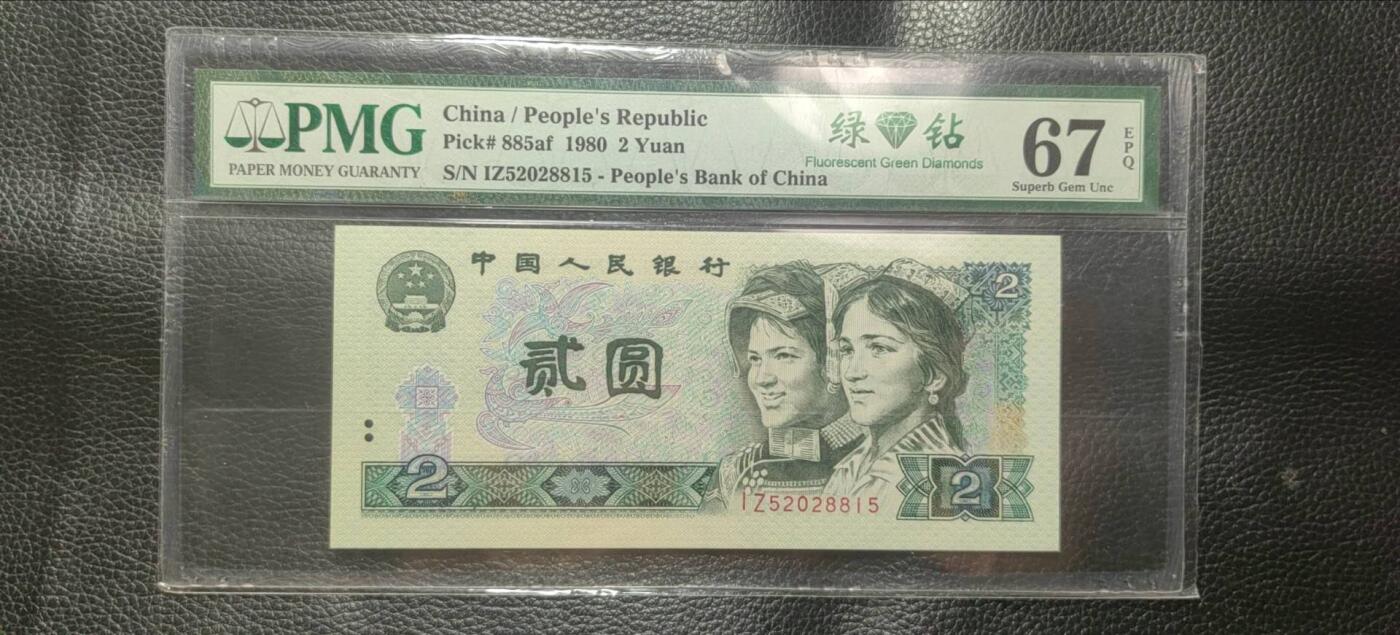 PMG
PAPER MONEY GUARANTY
China / People's Republic
Pick# 885af 1980 2 Yuan
S/N IZ52028815 - People's Bank of China
绿 钻
Fluorescent Green Diamonds
67
EPQ
Superb Gem Unc
中国人民银行
2
贰圆
2
IZ52028815
2